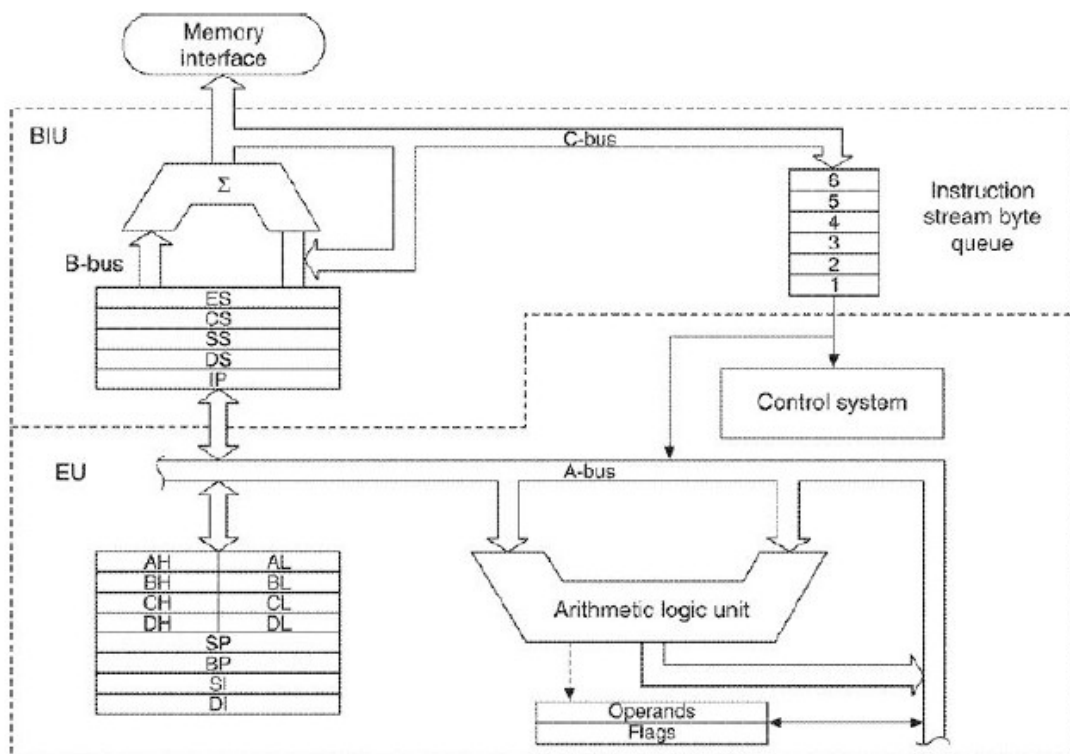 Memory
interface
BIU
C-bus
Σ
6
5
4
3
2
1
Instruction
stream byte
queue
B-bus
ES
CS
SS
DS
IP
Control system
EU
A-bus
AH AL
BH BL
CH CL
DH DL
SP
BP
SI
DI
Arithmetic logic unit
Operands
Flags